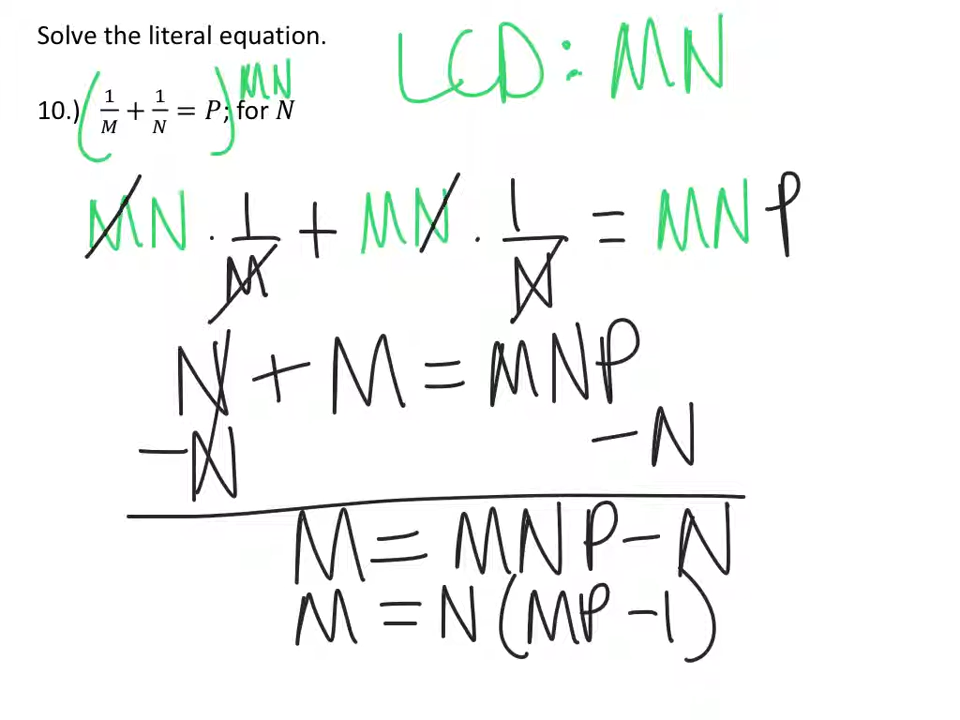 Solve the literal equation.
LCD: MN
10.) (1/M + 1/N = P; for N) MN
MN · 1/M + MN · 1/N = MNP
N + M = MNP
-N -N
M = MNP - N
M = N(MP - 1)